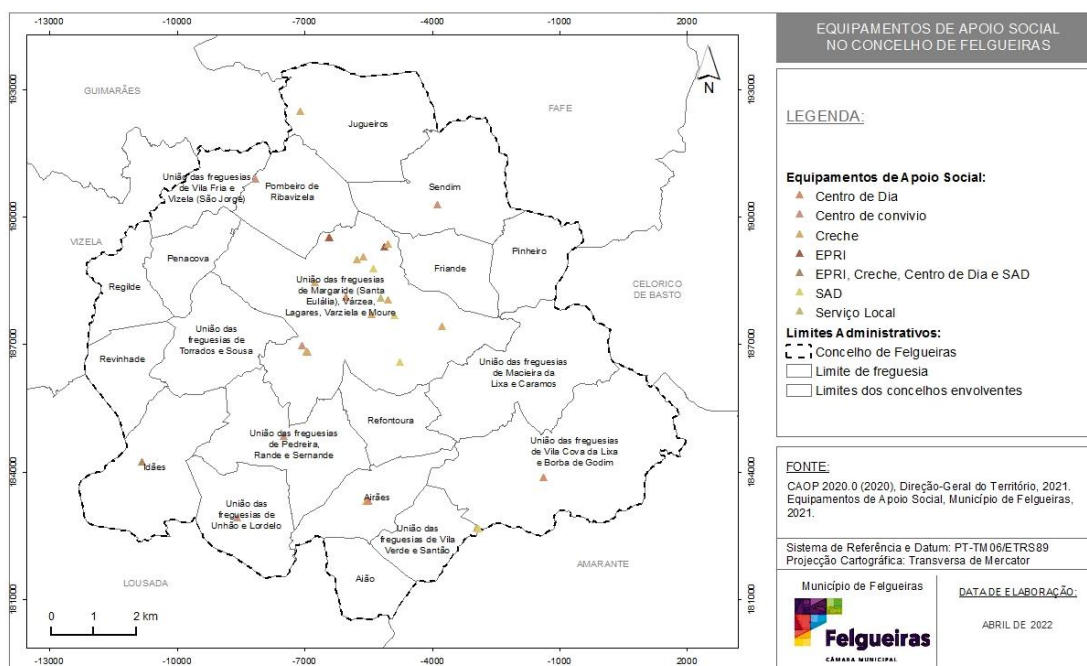 -13000 -10000 -7000 -4000 -1000 2000
193000
190000
187000
184000
181000
193000
190000
187000
184000
181000
GUIMARÃES
FAFE
Jugueiros
União das freguesias
de Vila Fria e
Vizela (São Jorge)
Pombeiro de
Ribavizela
Sendim
VIZELA
Penacova
Pinheiro
Regilde
Friande
CELORICO
DE BASTO
União das freguesias
de Margaride (Santa
Eulália), Várzea,
Lagares, Varziela e Moure
União das
freguesias de
Torrados e Sousa
Revinhade
União das freguesias
de Macieira da
Lixa e Caramos
Refontoura
União das freguesias
de Pedreira,
Rande e Sernande
União das freguesias
de Vila Cova da Lixa
e Borba de Godim
Idães
Airães
União das
freguesias de
Unhão e Lordelo
União das
freguesias de Vila
Verde e Santão
Aião
LOUSADA
AMARANTE
0 1 2 km
-13000 -10000 -7000 -4000 -1000 2000
N
EQUIPAMENTOS DE APOIO SOCIAL
NO CONCELHO DE FELGUEIRAS
LEGENDA:
Equipamentos de Apoio Social:
Centro de Dia
Centro de convivio
Creche
EPRI
EPRI, Creche, Centro de Dia e SAD
SAD
Serviço Local
Limites Administrativos:
Concelho de Felgueiras
Limite de freguesia
Limites dos concelhos envolventes
FONTE:
CAOP 2020.0 (2020), Direção-Geral do Território, 2021.
Equipamentos de Apoio Social, Município de Felgueiras,
2021.
Sistema de Referência e Datum: PT-TM06/ETRS89
Projecção Cartográfica: Transversa de Mercator
Município de Felgueiras
Felgueiras
CÂMARA MUNICIPAL
DATA DE ELABORAÇÃO:
ABRIL DE 2022